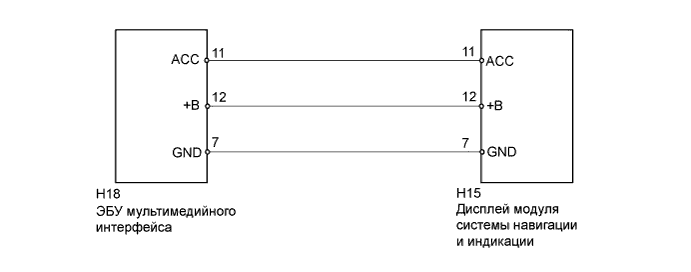 ACC 11 11 ACC
+B 12 12 +B
GND 7 7 GND
H18
ЭБУ мультимедийного
интерфейса
H15
Дисплей модуля
системы навигации
и индикации